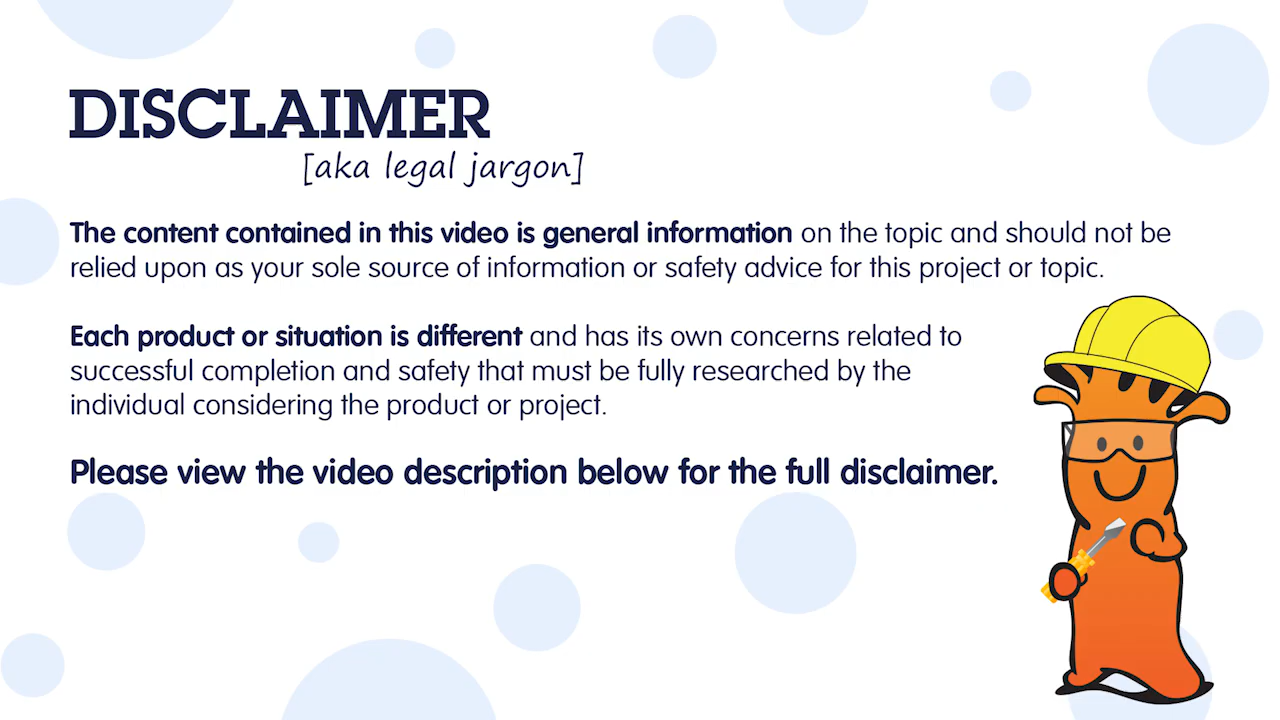 DISCLAIMER
[aka legal jargon]
The content contained in this video is general information on the topic and should not be
relied upon as your sole source of information or safety advice for this project or topic.
Each product or situation is different and has its own concerns related to
successful completion and safety that must be fully researched by the
individual considering the product or project.
Please view the video description below for the full disclaimer.